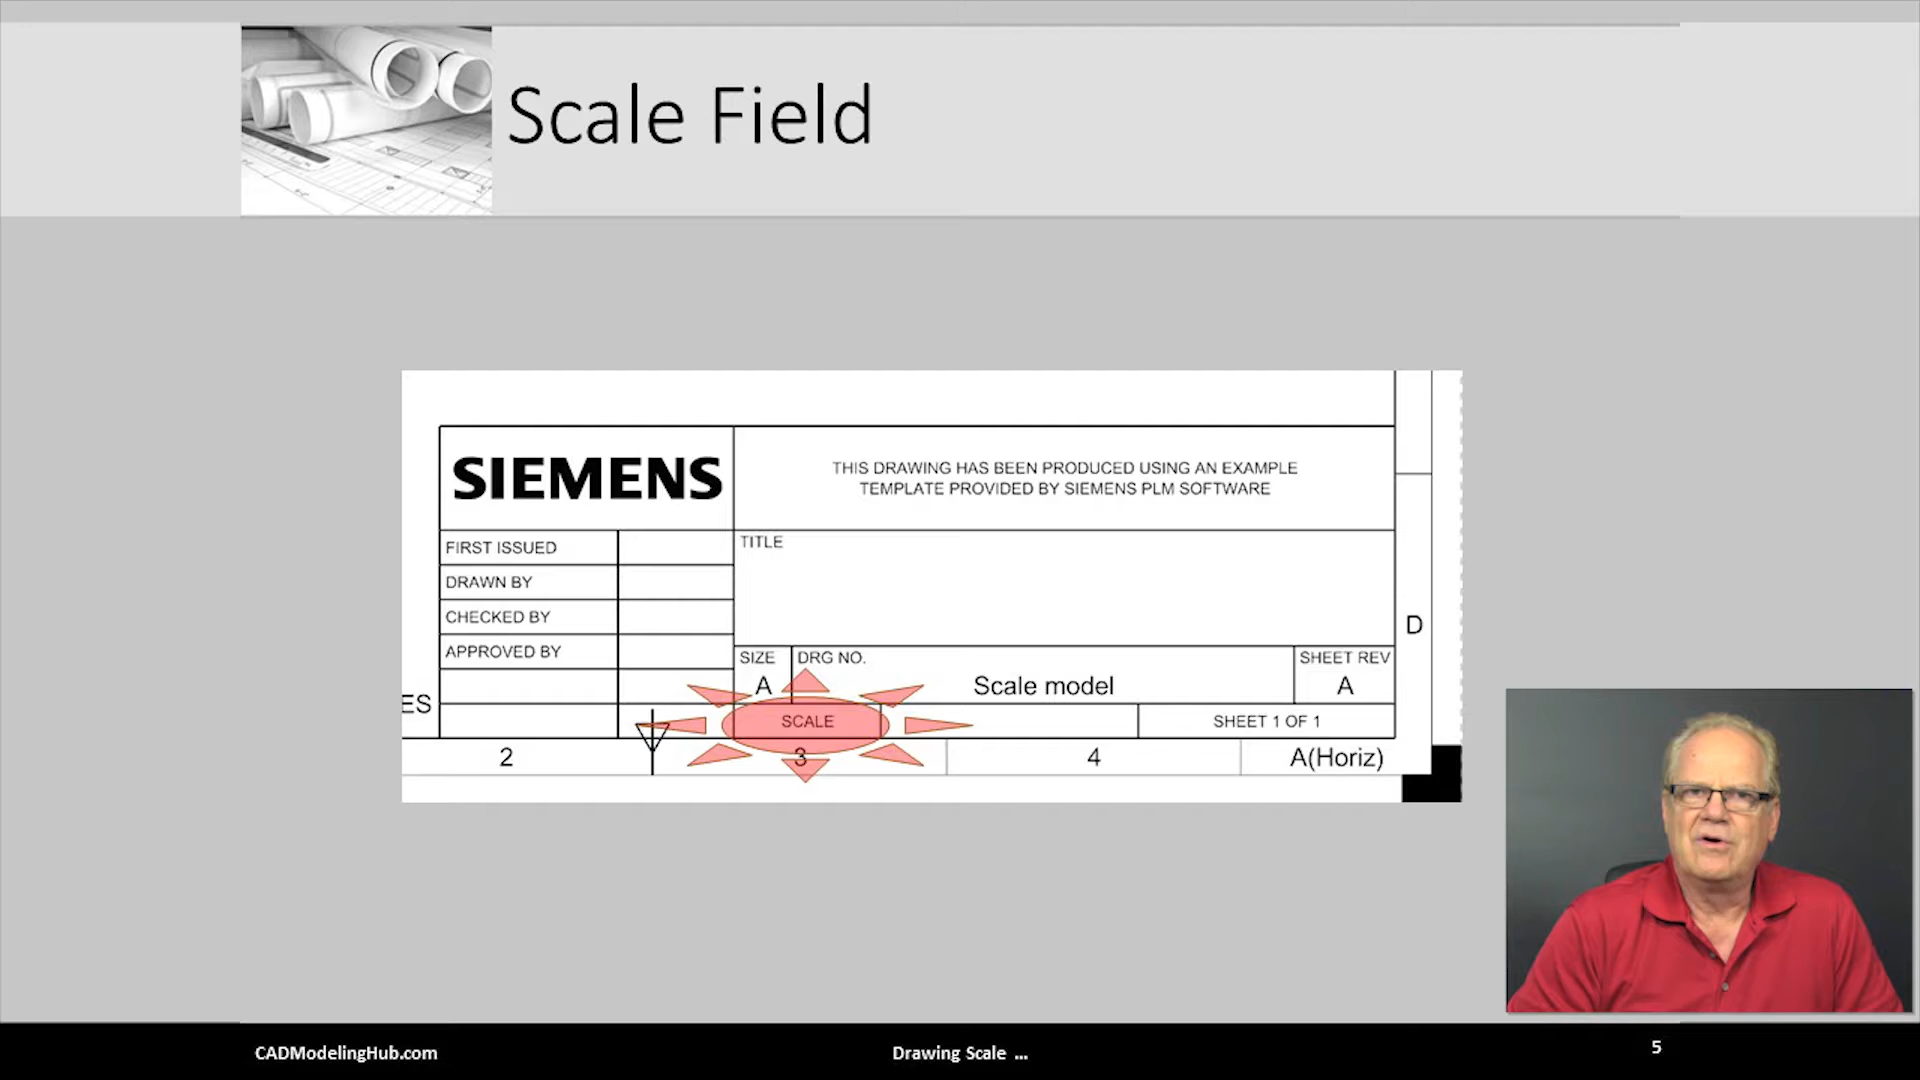 Scale Field
SIEMENS
THIS DRAWING HAS BEEN PRODUCED USING AN EXAMPLE
TEMPLATE PROVIDED BY SIEMENS PLM SOFTWARE
FIRST ISSUED
TITLE
DRAWN BY
CHECKED BY
APPROVED BY
D
SIZE
DRG NO.
SHEET REV
A
Scale model
A
ES
SCALE
SHEET 1 OF 1
2
3
4
A(Horiz)
CADModelingHub.com
Drawing Scale ...
5